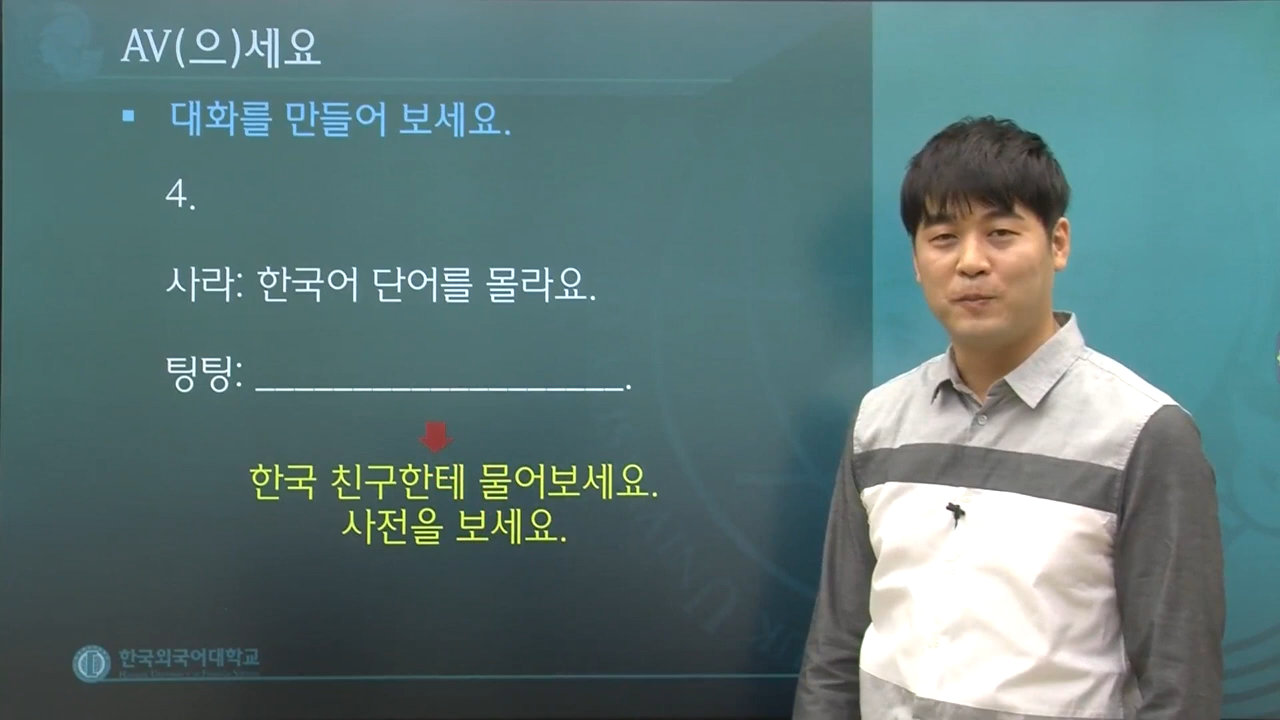 AV(으)세요
▪ 대화를 만들어 보세요.
4.
사라: 한국어 단어를 몰라요.
팅팅: ___________________.
한국 친구한테 물어보세요.
사전을 보세요.
한국외국어대학교